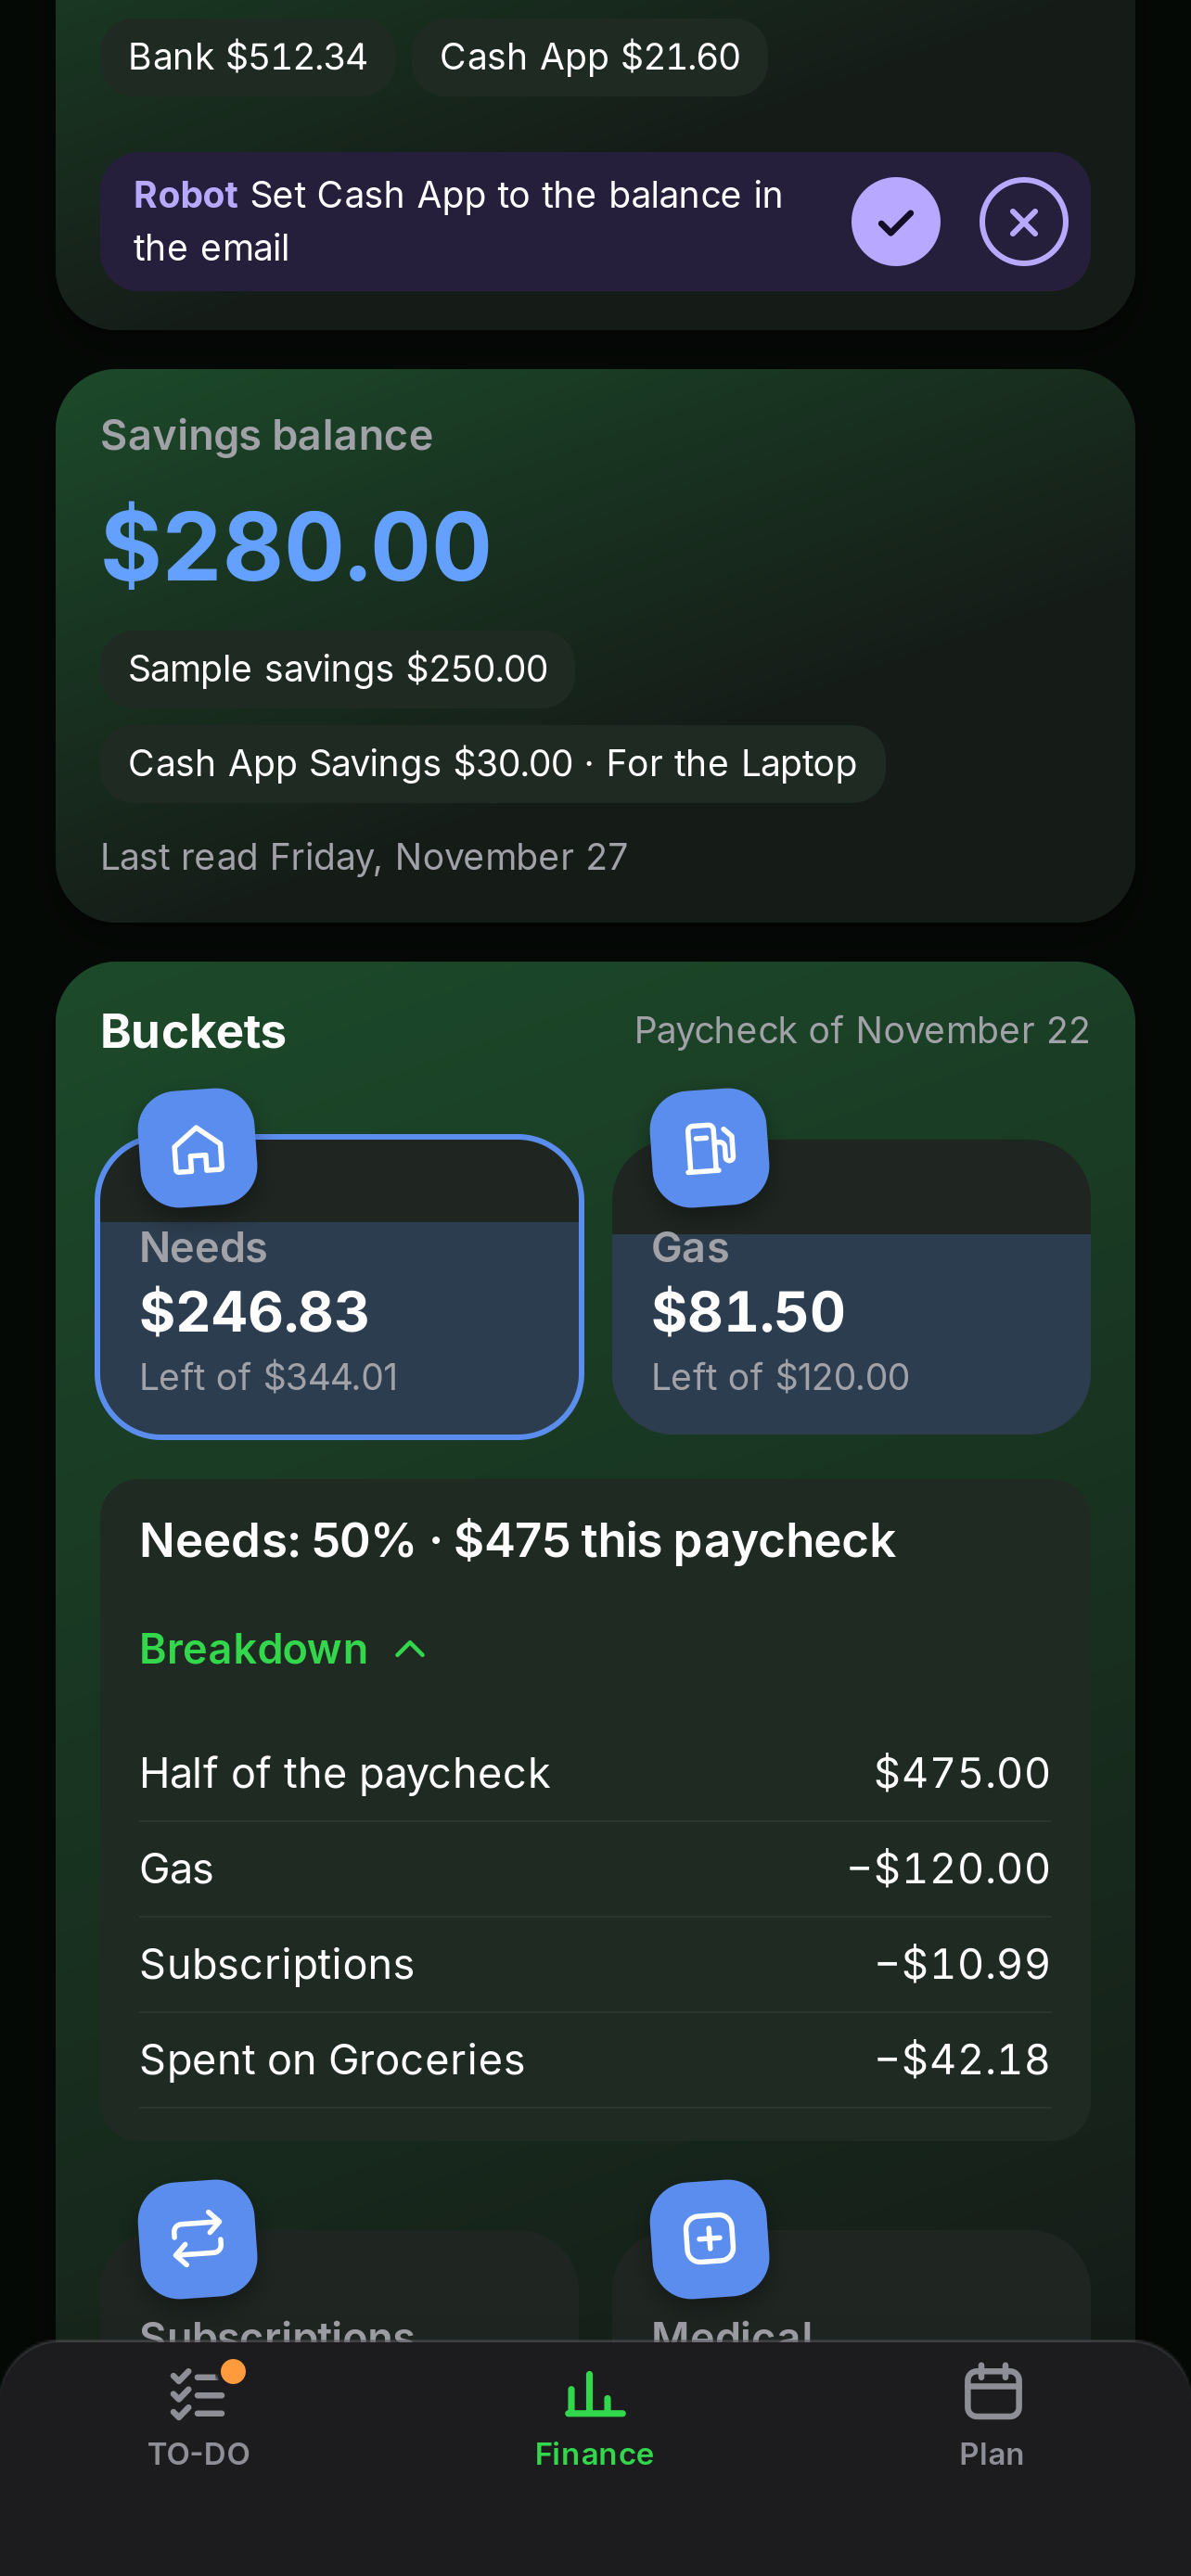 Bank $512.34
Cash App $21.60
Robot Set Cash App to the balance in
the email
Savings balance
$280.00
Sample savings $250.00
Cash App Savings $30.00 · For the Laptop
Last read Friday, November 27
Buckets
Paycheck of November 22
Needs
$246.83
Left of $344.01
Gas
$81.50
Left of $120.00
Needs: 50% · $475 this paycheck
Breakdown
Half of the paycheck
$475.00
Gas
−$120.00
Subscriptions
−$10.99
Spent on Groceries
−$42.18
Subscriptions
Medical
TO-DO
Finance
Plan